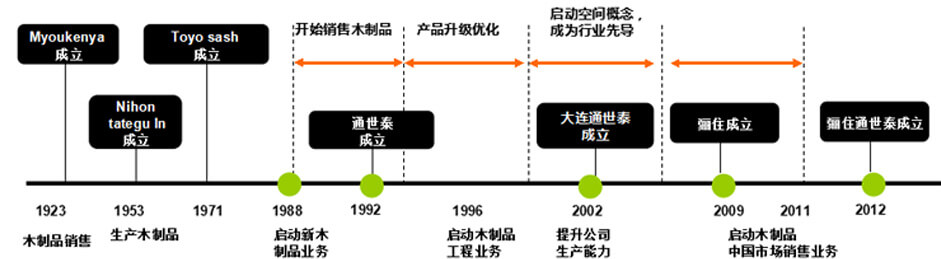 Myoukenya
成立
Toyo sash
成立
开始销售木制品
产品升级优化
启动空间概念，
成为行业先导
Nihon
tategu In
成立
通世泰
成立
大连通世泰
成立
骊住成立
骊住通世泰成立
1923
1953
1971
1988
1992
1996
2002
2009
2011
2012
木制品销售
生产木制品
启动新木
制品业务
启动木制品
工程业务
提升公司
生产能力
启动木制品
中国市场销售业务